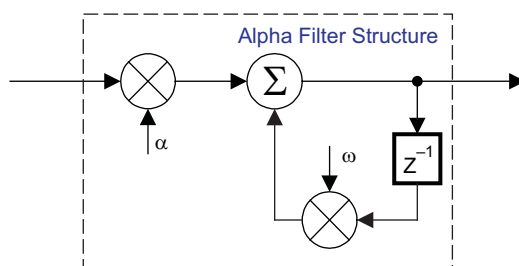 Alpha Filter Structure
Σ
α
ω
Z⁻¹